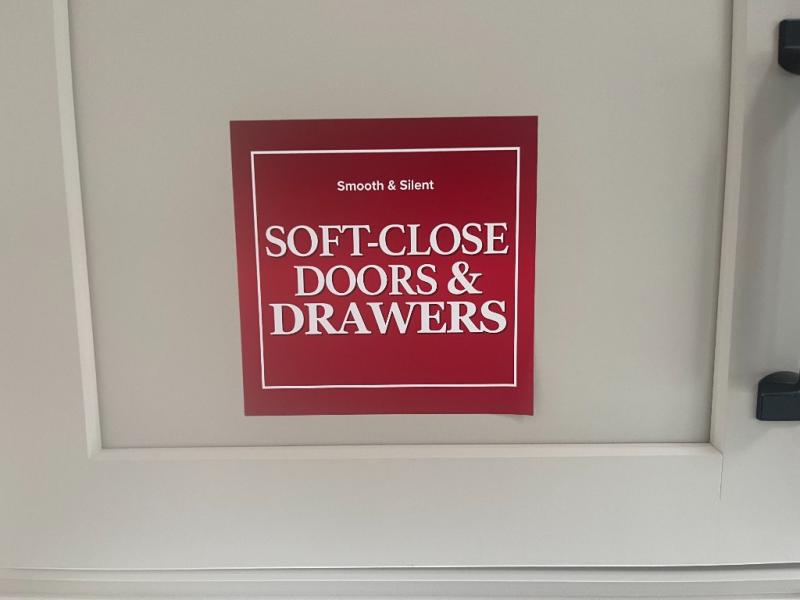 Smooth & Silent
SOFT-CLOSE
DOORS &
DRAWERS